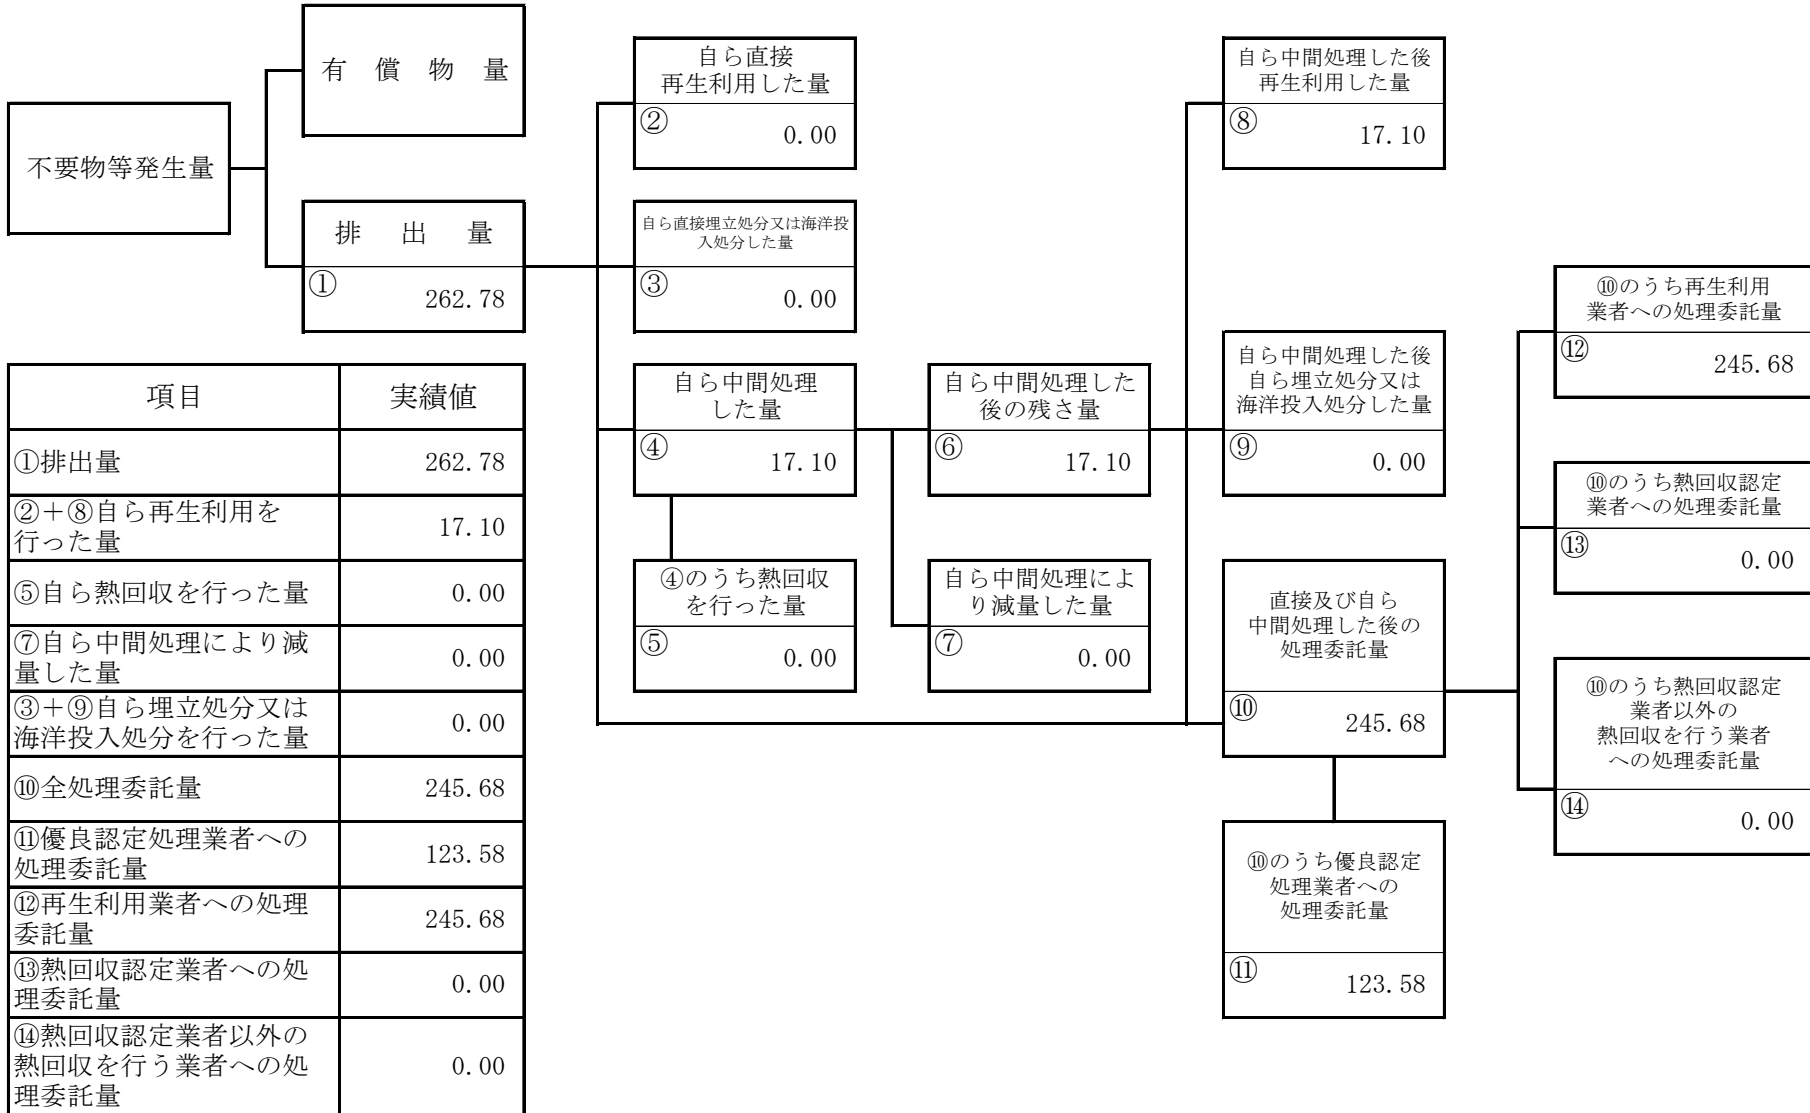 有償物量
不要物等発生量
排出量
①
262.78
自ら直接
再生利用した量
②
0.00
自ら直接埋立処分又は海洋投
入処分した量
③
0.00
自ら中間処理
した量
④
17.10
④のうち熱回収
を行った量
⑤
0.00
自ら中間処理した
後の残さ量
⑥
17.10
自ら中間処理によ
り減量した量
⑦
0.00
自ら中間処理した後
再生利用した量
⑧
17.10
自ら中間処理した後
自ら埋立処分又は
海洋投入処分した量
⑨
0.00
直接及び自ら
中間処理した後の
処理委託量
⑩
245.68
⑩のうち優良認定
処理業者への
処理委託量
⑪
123.58
⑩のうち再生利用
業者への処理委託量
⑫
245.68
⑩のうち熱回収認定
業者への処理委託量
⑬
0.00
⑩のうち熱回収認定
業者以外の
熱回収を行う業者
への処理委託量
⑭
0.00
項目 実績値
①排出量 262.78
②＋⑧自ら再生利用を
行った量 17.10
⑤自ら熱回収を行った量 0.00
⑦自ら中間処理により減
量した量 0.00
③＋⑨自ら埋立処分又は
海洋投入処分を行った量 0.00
⑩全処理委託量 245.68
⑪優良認定処理業者への
処理委託量 123.58
⑫再生利用業者への処理
委託量 245.68
⑬熱回収認定業者への処
理委託量 0.00
⑭熱回収認定業者以外の
熱回収を行う業者への処
理委託量 0.00